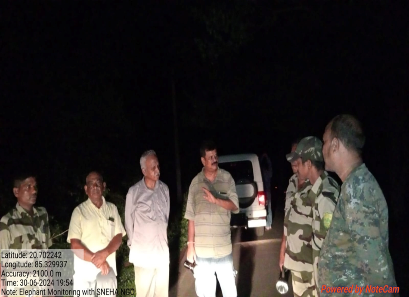 Latitude: 20.702242
Longitude: 85.329937
Accuracy: 2100.0 m
Time: 30-06-2024 19:54
Note: Elephant Monitoring with SNEHA NGO
Powered by NoteCam